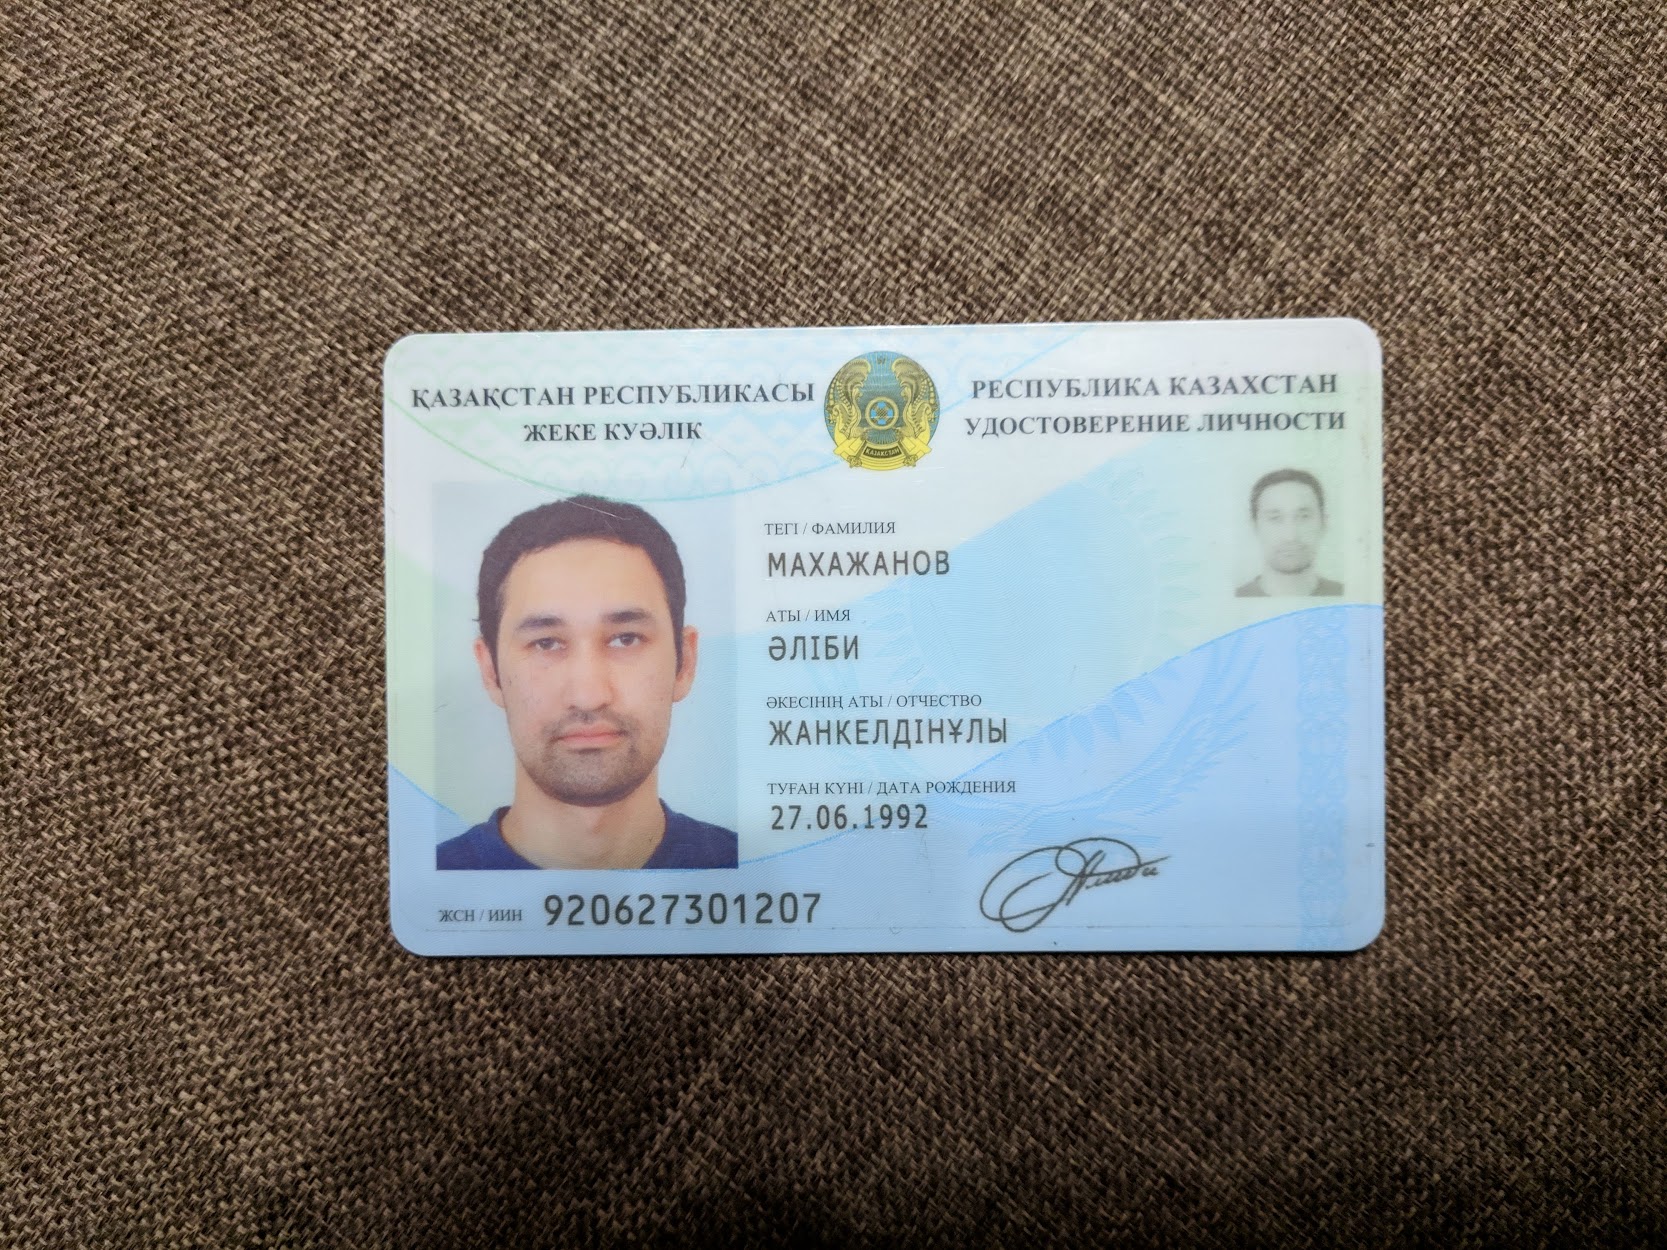 ҚАЗАҚСТАН РЕСПУБЛИКАСЫ
ЖЕКЕ КУӘЛІК
РЕСПУБЛИКА КАЗАХСТАН
УДОСТОВЕРЕНИЕ ЛИЧНОСТИ
ҚАЗАҚСТАН
ТЕГІ / ФАМИЛИЯ
МАХАЖАНОВ
АТЫ / ИМЯ
ӘЛІБИ
ӘКЕСІНІҢ АТЫ / ОТЧЕСТВО
ЖАНКЕЛДІНҰЛЫ
ТУҒАН КҮНІ / ДАТА РОЖДЕНИЯ
27.06.1992
ЖСН / ИИН 920627301207